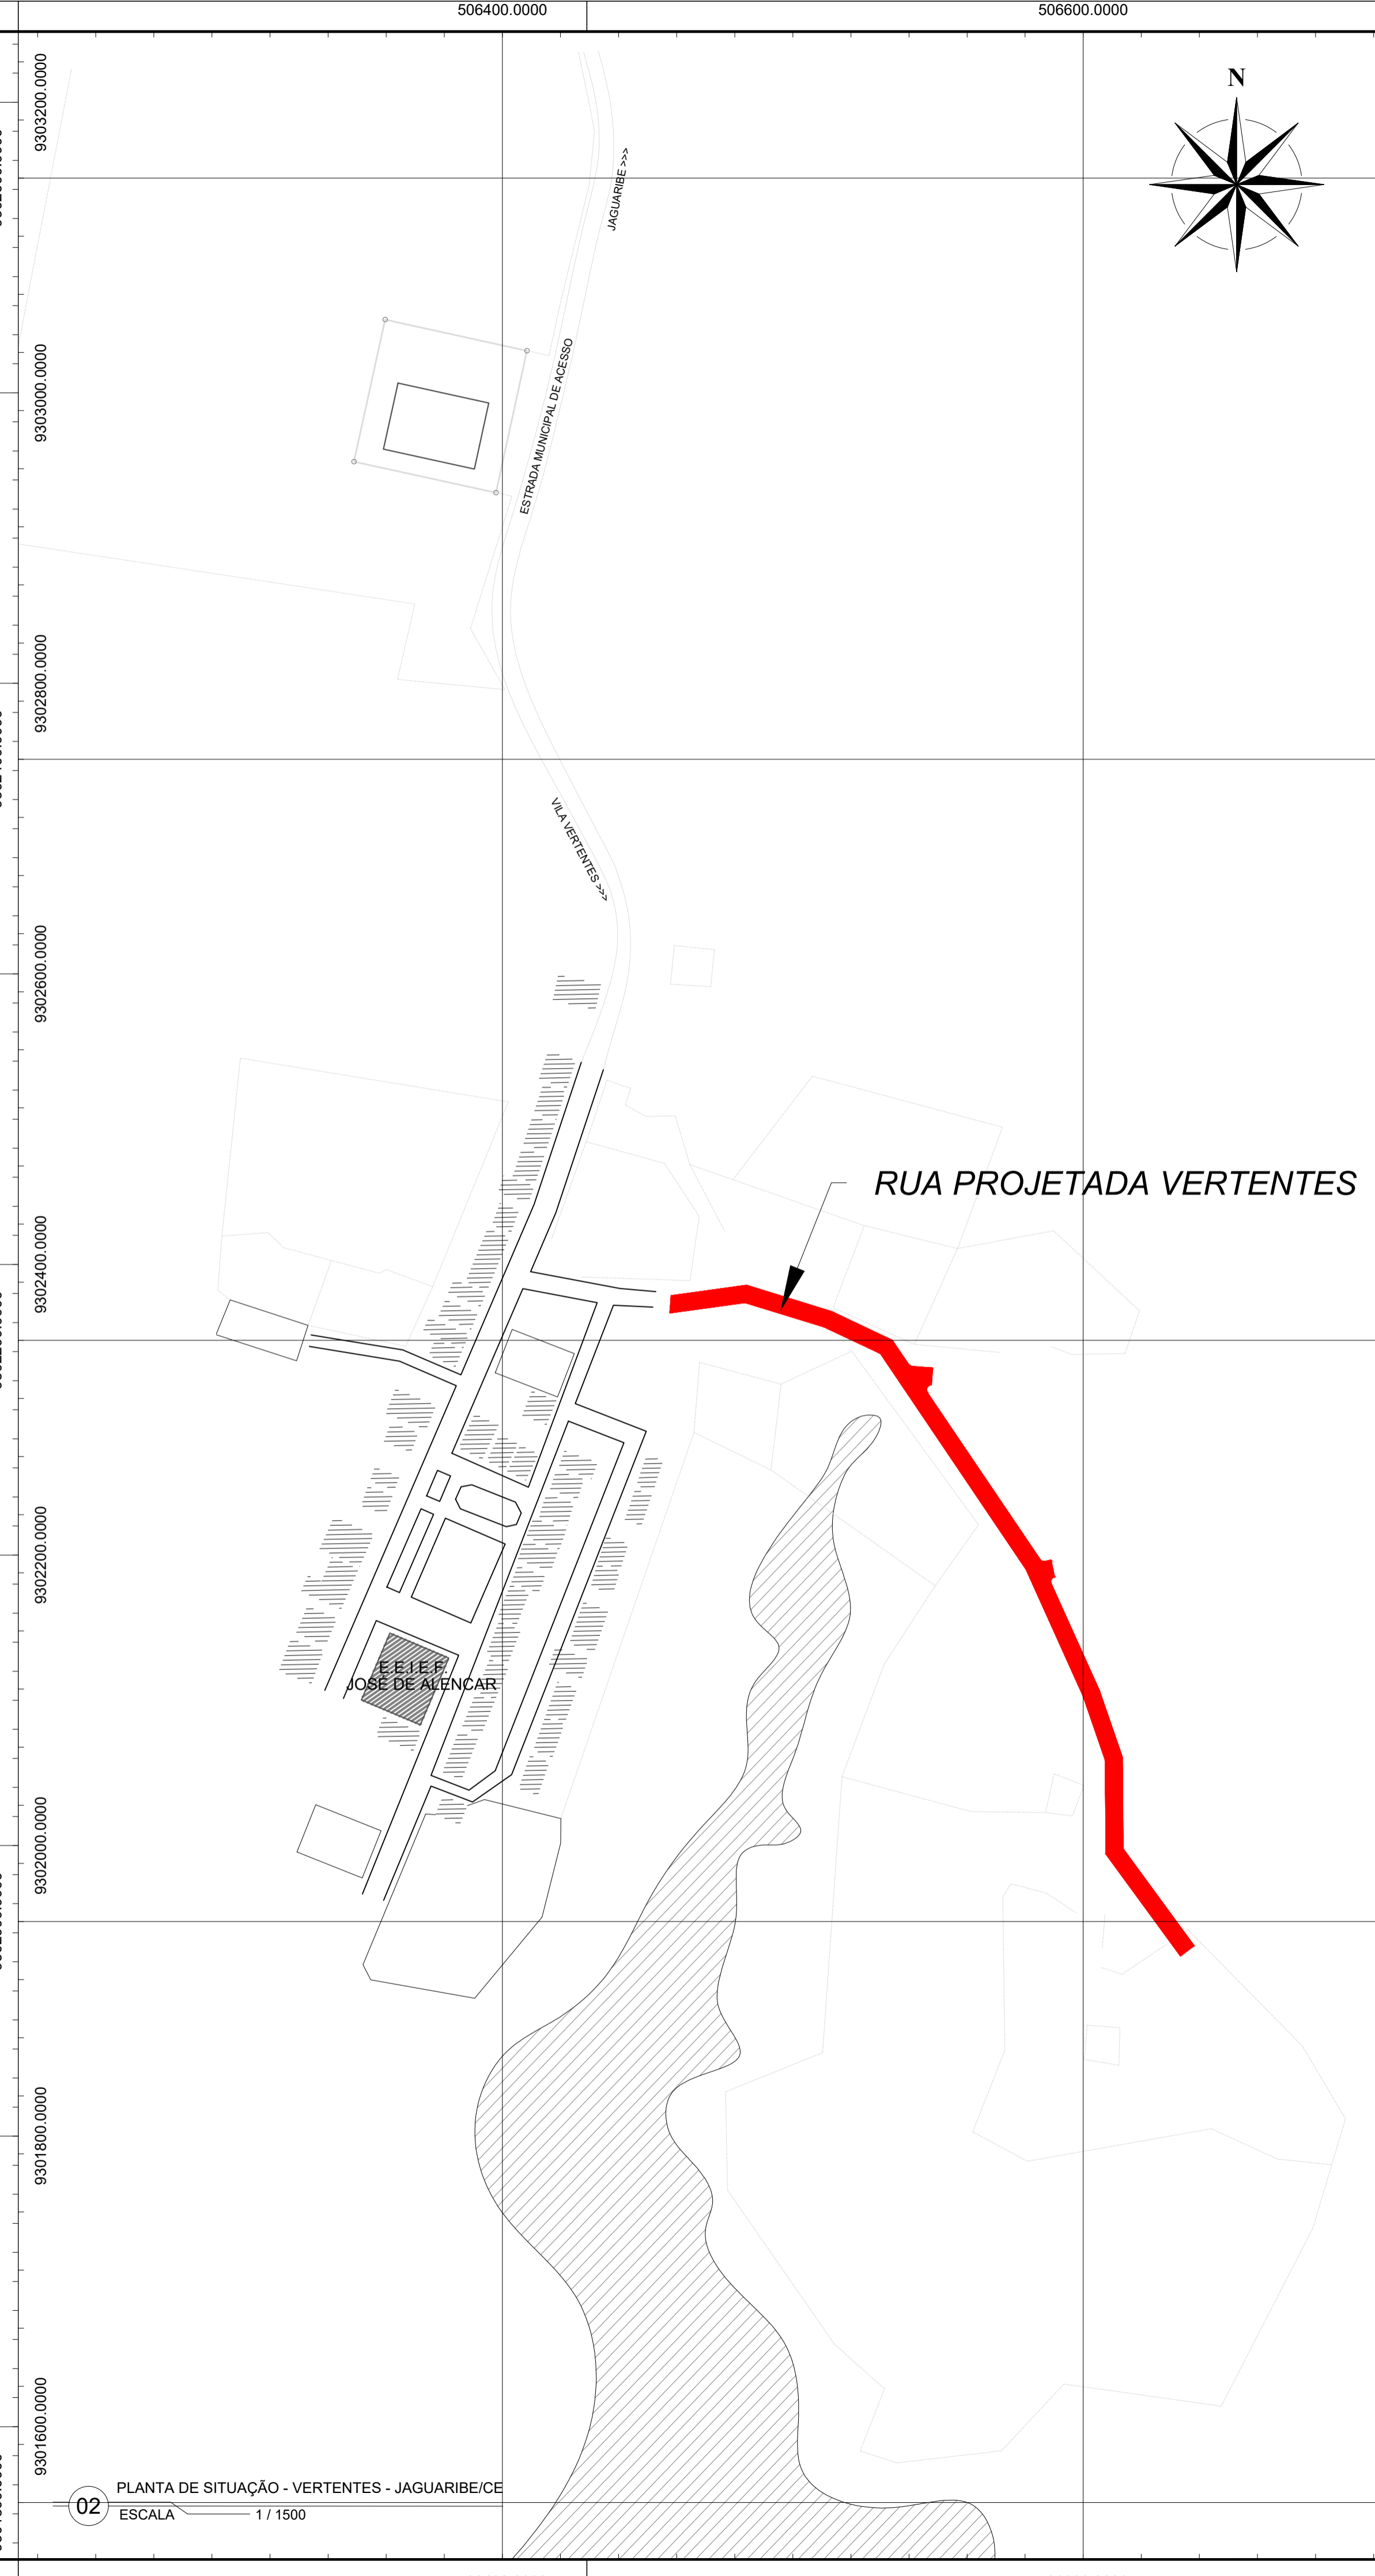 506400.0000
506600.0000
N
9303200.0000
JAGUARIBE >>>
9303000.0000
ESTRADA MUNICIPAL DE ACESSO
9302800.0000
VILA VERTENTES >>>
9302600.0000
RUA PROJETADA VERTENTES
9302400.0000
9302200.0000
E.E.I E.F.
JOSÉ DE ALENCAR
9302000.0000
9301800.0000
9301600.0000
02
PLANTA DE SITUAÇÃO - VERTENTES - JAGUARIBE/CE
ESCALA 1 / 1500